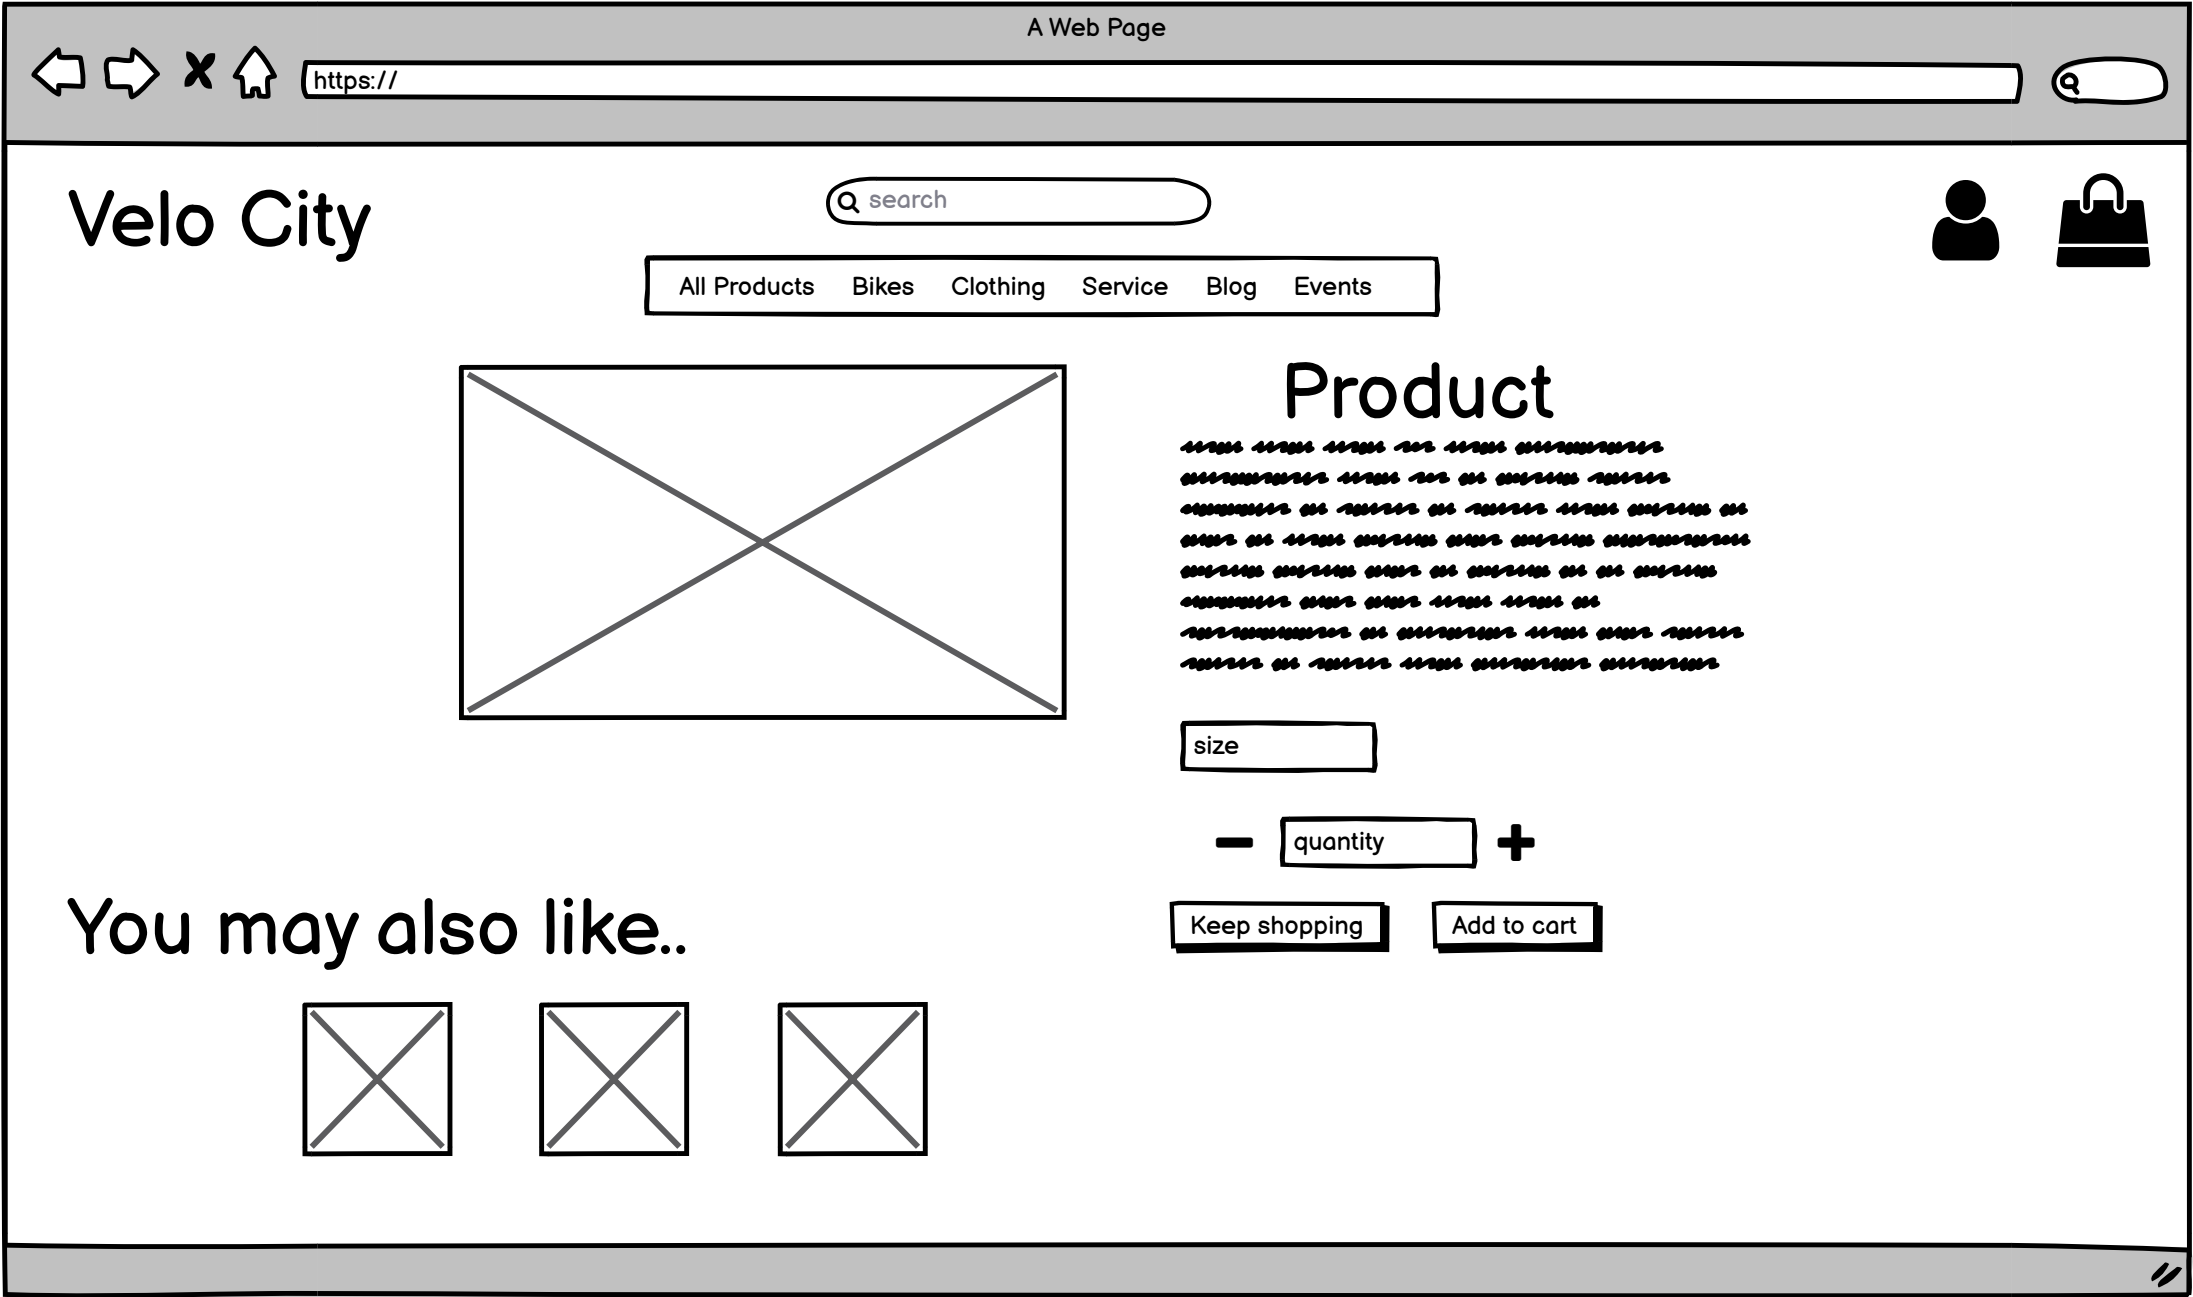 A Web Page
https://
Velo City
search
All Products Bikes Clothing Service Blog Events
Product
size
quantity
Keep shopping Add to cart
You may also like..